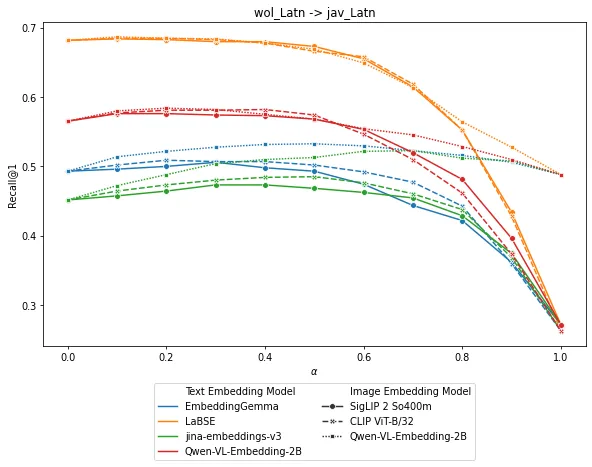 wol_Latn -> jav_Latn
0.7
0.6
0.5
0.4
0.3
Recall@1
0.0 0.2 0.4 0.6 0.8 1.0
α
Text Embedding Model Image Embedding Model
EmbeddingGemma SigLIP 2 So400m
LaBSE CLIP ViT-B/32
jina-embeddings-v3 Qwen-VL-Embedding-2B
Qwen-VL-Embedding-2B